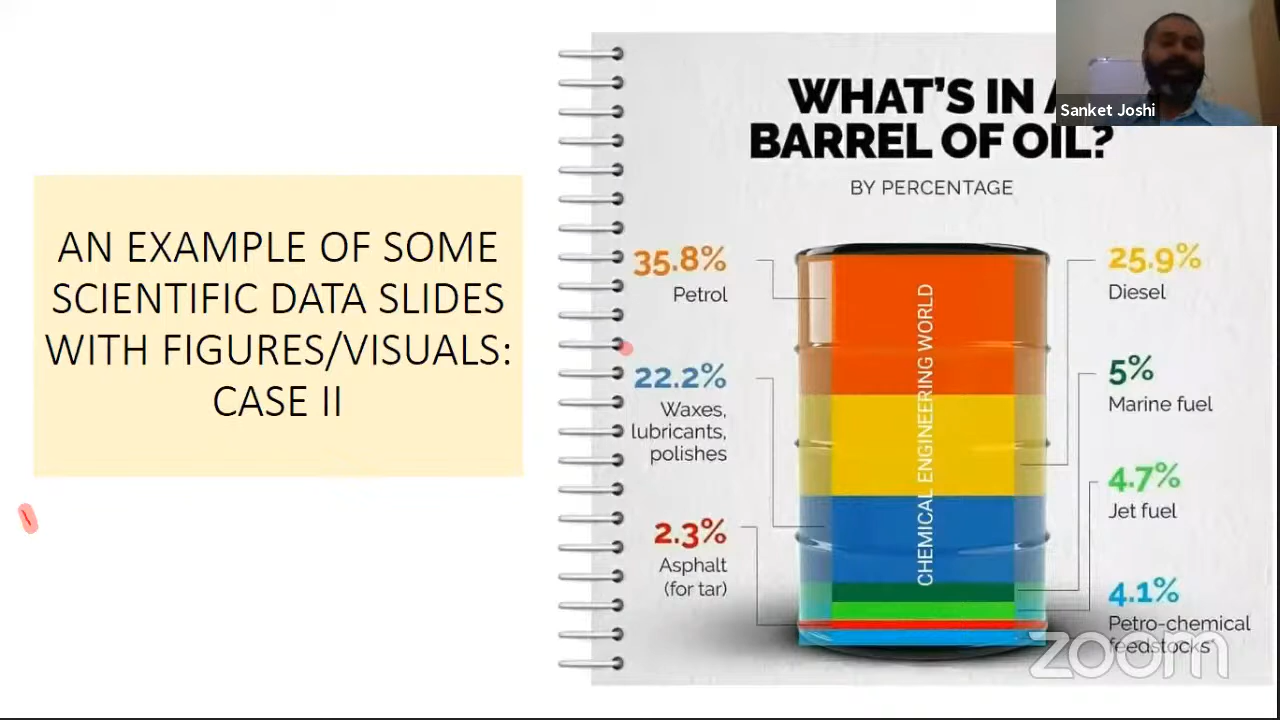 AN EXAMPLE OF SOME
SCIENTIFIC DATA SLIDES
WITH FIGURES/VISUALS:
CASE II
WHAT'S IN A
BARREL OF OIL?
BY PERCENTAGE
35.8%
Petrol
22.2%
Waxes,
lubricants,
polishes
2.3%
Asphalt
(for tar)
CHEMICAL ENGINEERING WORLD
25.9%
Diesel
5%
Marine fuel
4.7%
Jet fuel
4.1%
Petro-chemical
feedstocks
Sanket Joshi
zoom